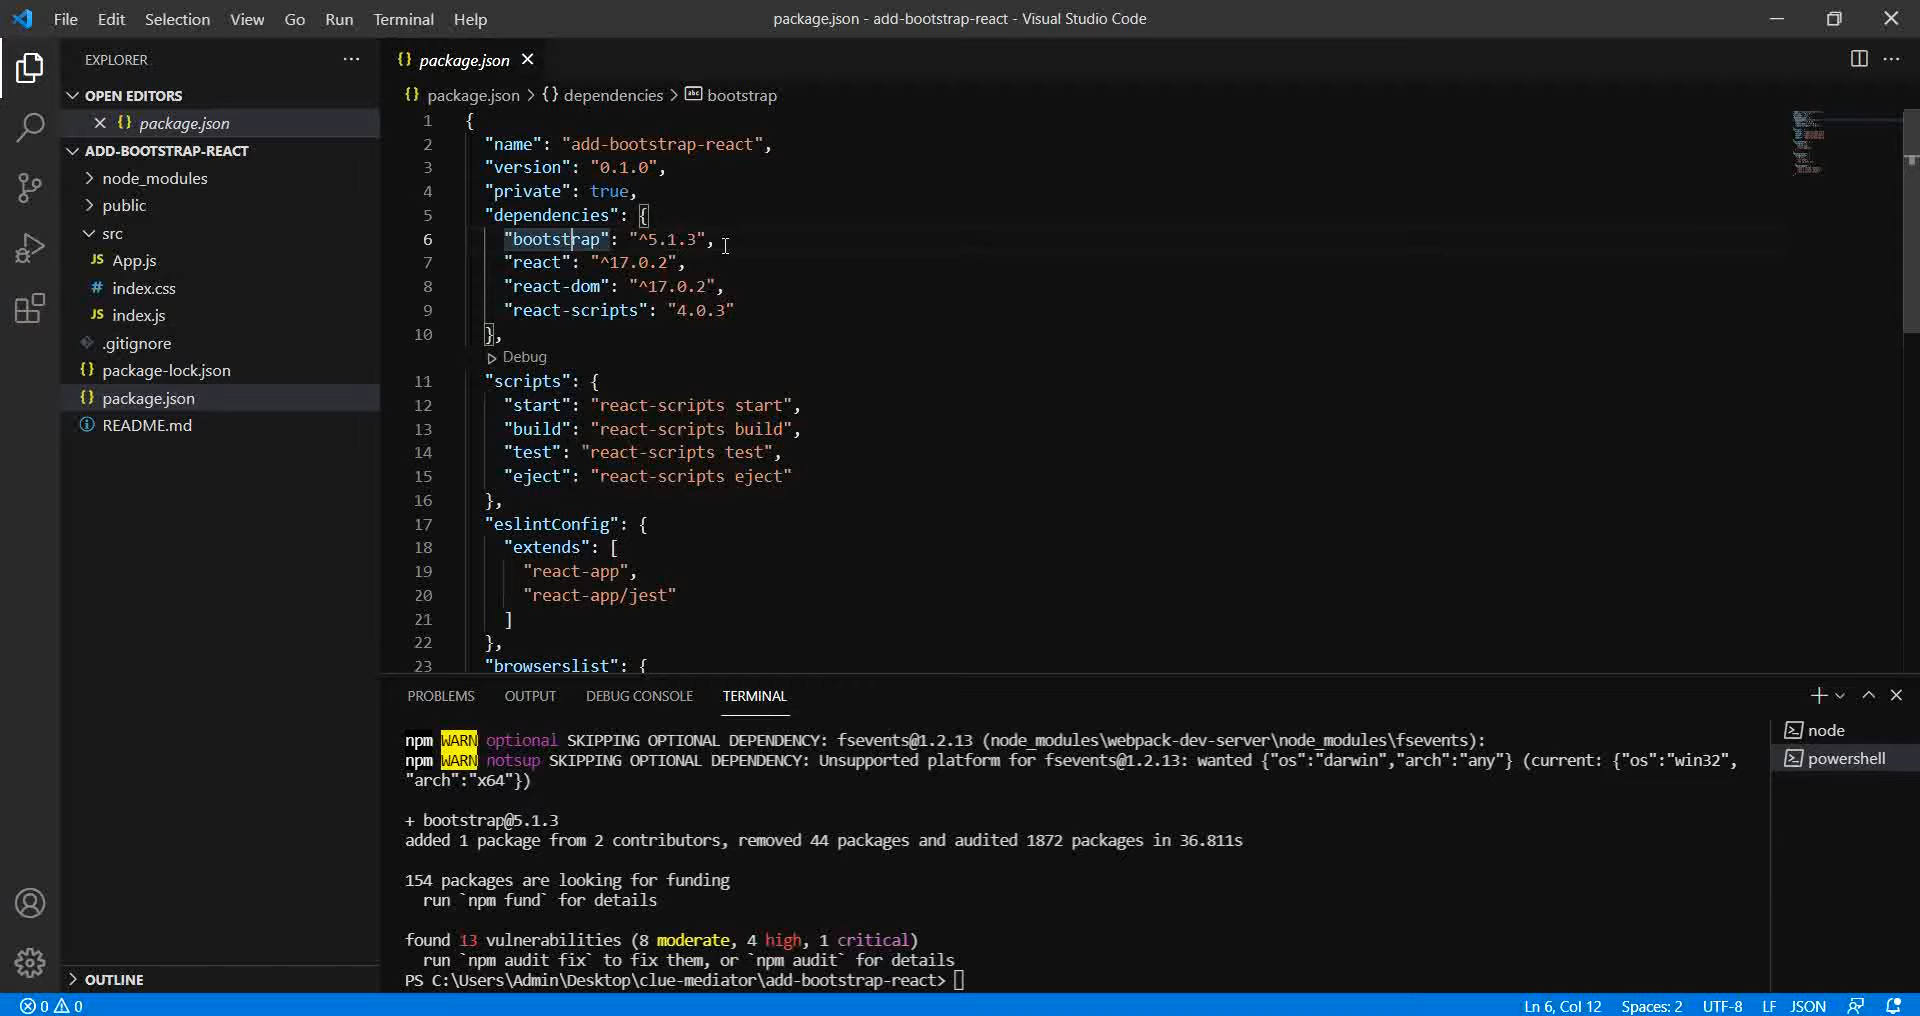 File Edit Selection View Go Run Terminal Help
package.json - add-bootstrap-react - Visual Studio Code
EXPLORER
OPEN EDITORS
package.json
ADD-BOOTSTRAP-REACT
node_modules
public
src
JS App.js
# index.css
JS index.js
.gitignore
{} package-lock.json
{} package.json
README.md
OUTLINE
{} package.json
{} package.json > {} dependencies > abc bootstrap
1 {
2 "name": "add-bootstrap-react",
3 "version": "0.1.0",
4 "private": true,
5 "dependencies": {
6 "bootstrap": "^5.1.3",
7 "react": "^17.0.2",
8 "react-dom": "^17.0.2",
9 "react-scripts": "4.0.3"
10 },
Debug
11 "scripts": {
12 "start": "react-scripts start",
13 "build": "react-scripts build",
14 "test": "react-scripts test",
15 "eject": "react-scripts eject"
16 },
17 "eslintConfig": {
18 "extends": [
19 "react-app",
20 "react-app/jest"
21 ]
22 },
23 "browserslist": {
PROBLEMS OUTPUT DEBUG CONSOLE TERMINAL
npm WARN optional SKIPPING OPTIONAL DEPENDENCY: fsevents@1.2.13 (node_modules\webpack-dev-server\node_modules\fsevents):
npm WARN notsup SKIPPING OPTIONAL DEPENDENCY: Unsupported platform for fsevents@1.2.13: wanted {"os":"darwin","arch":"any"} (current: {"os":"win32",
"arch":"x64"})
+ bootstrap@5.1.3
added 1 package from 2 contributors, removed 44 packages and audited 1872 packages in 36.811s
154 packages are looking for funding
run `npm fund` for details
found 13 vulnerabilities (8 moderate, 4 high, 1 critical)
run `npm audit fix` to fix them, or `npm audit` for details
PS C:\Users\Admin\Desktop\clue-mediator\add-bootstrap-react>
node
powershell
0 0
Ln 6, Col 12 Spaces: 2 UTF-8 LF JSON